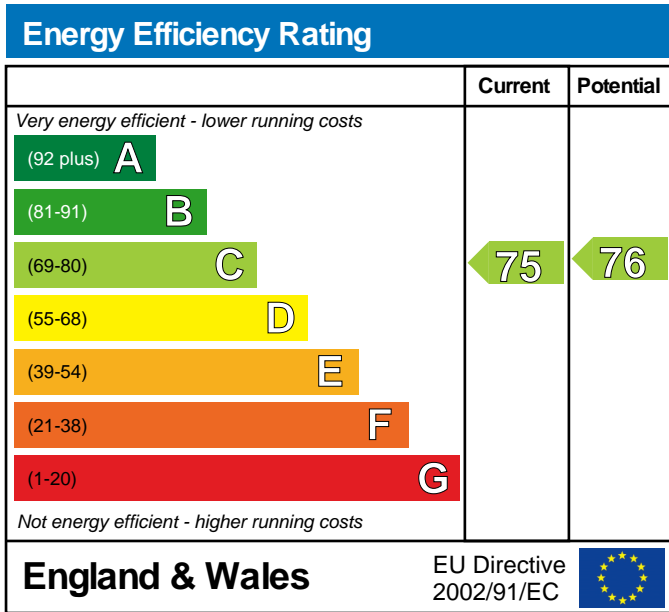 Energy Efficiency Rating
Current Potential
Very energy efficient - lower running costs
(92 plus) A
(81-91) B
(69-80) C 75 76
(55-68) D
(39-54) E
(21-38) F
(1-20) G
Not energy efficient - higher running costs
England & Wales
EU Directive
2002/91/EC